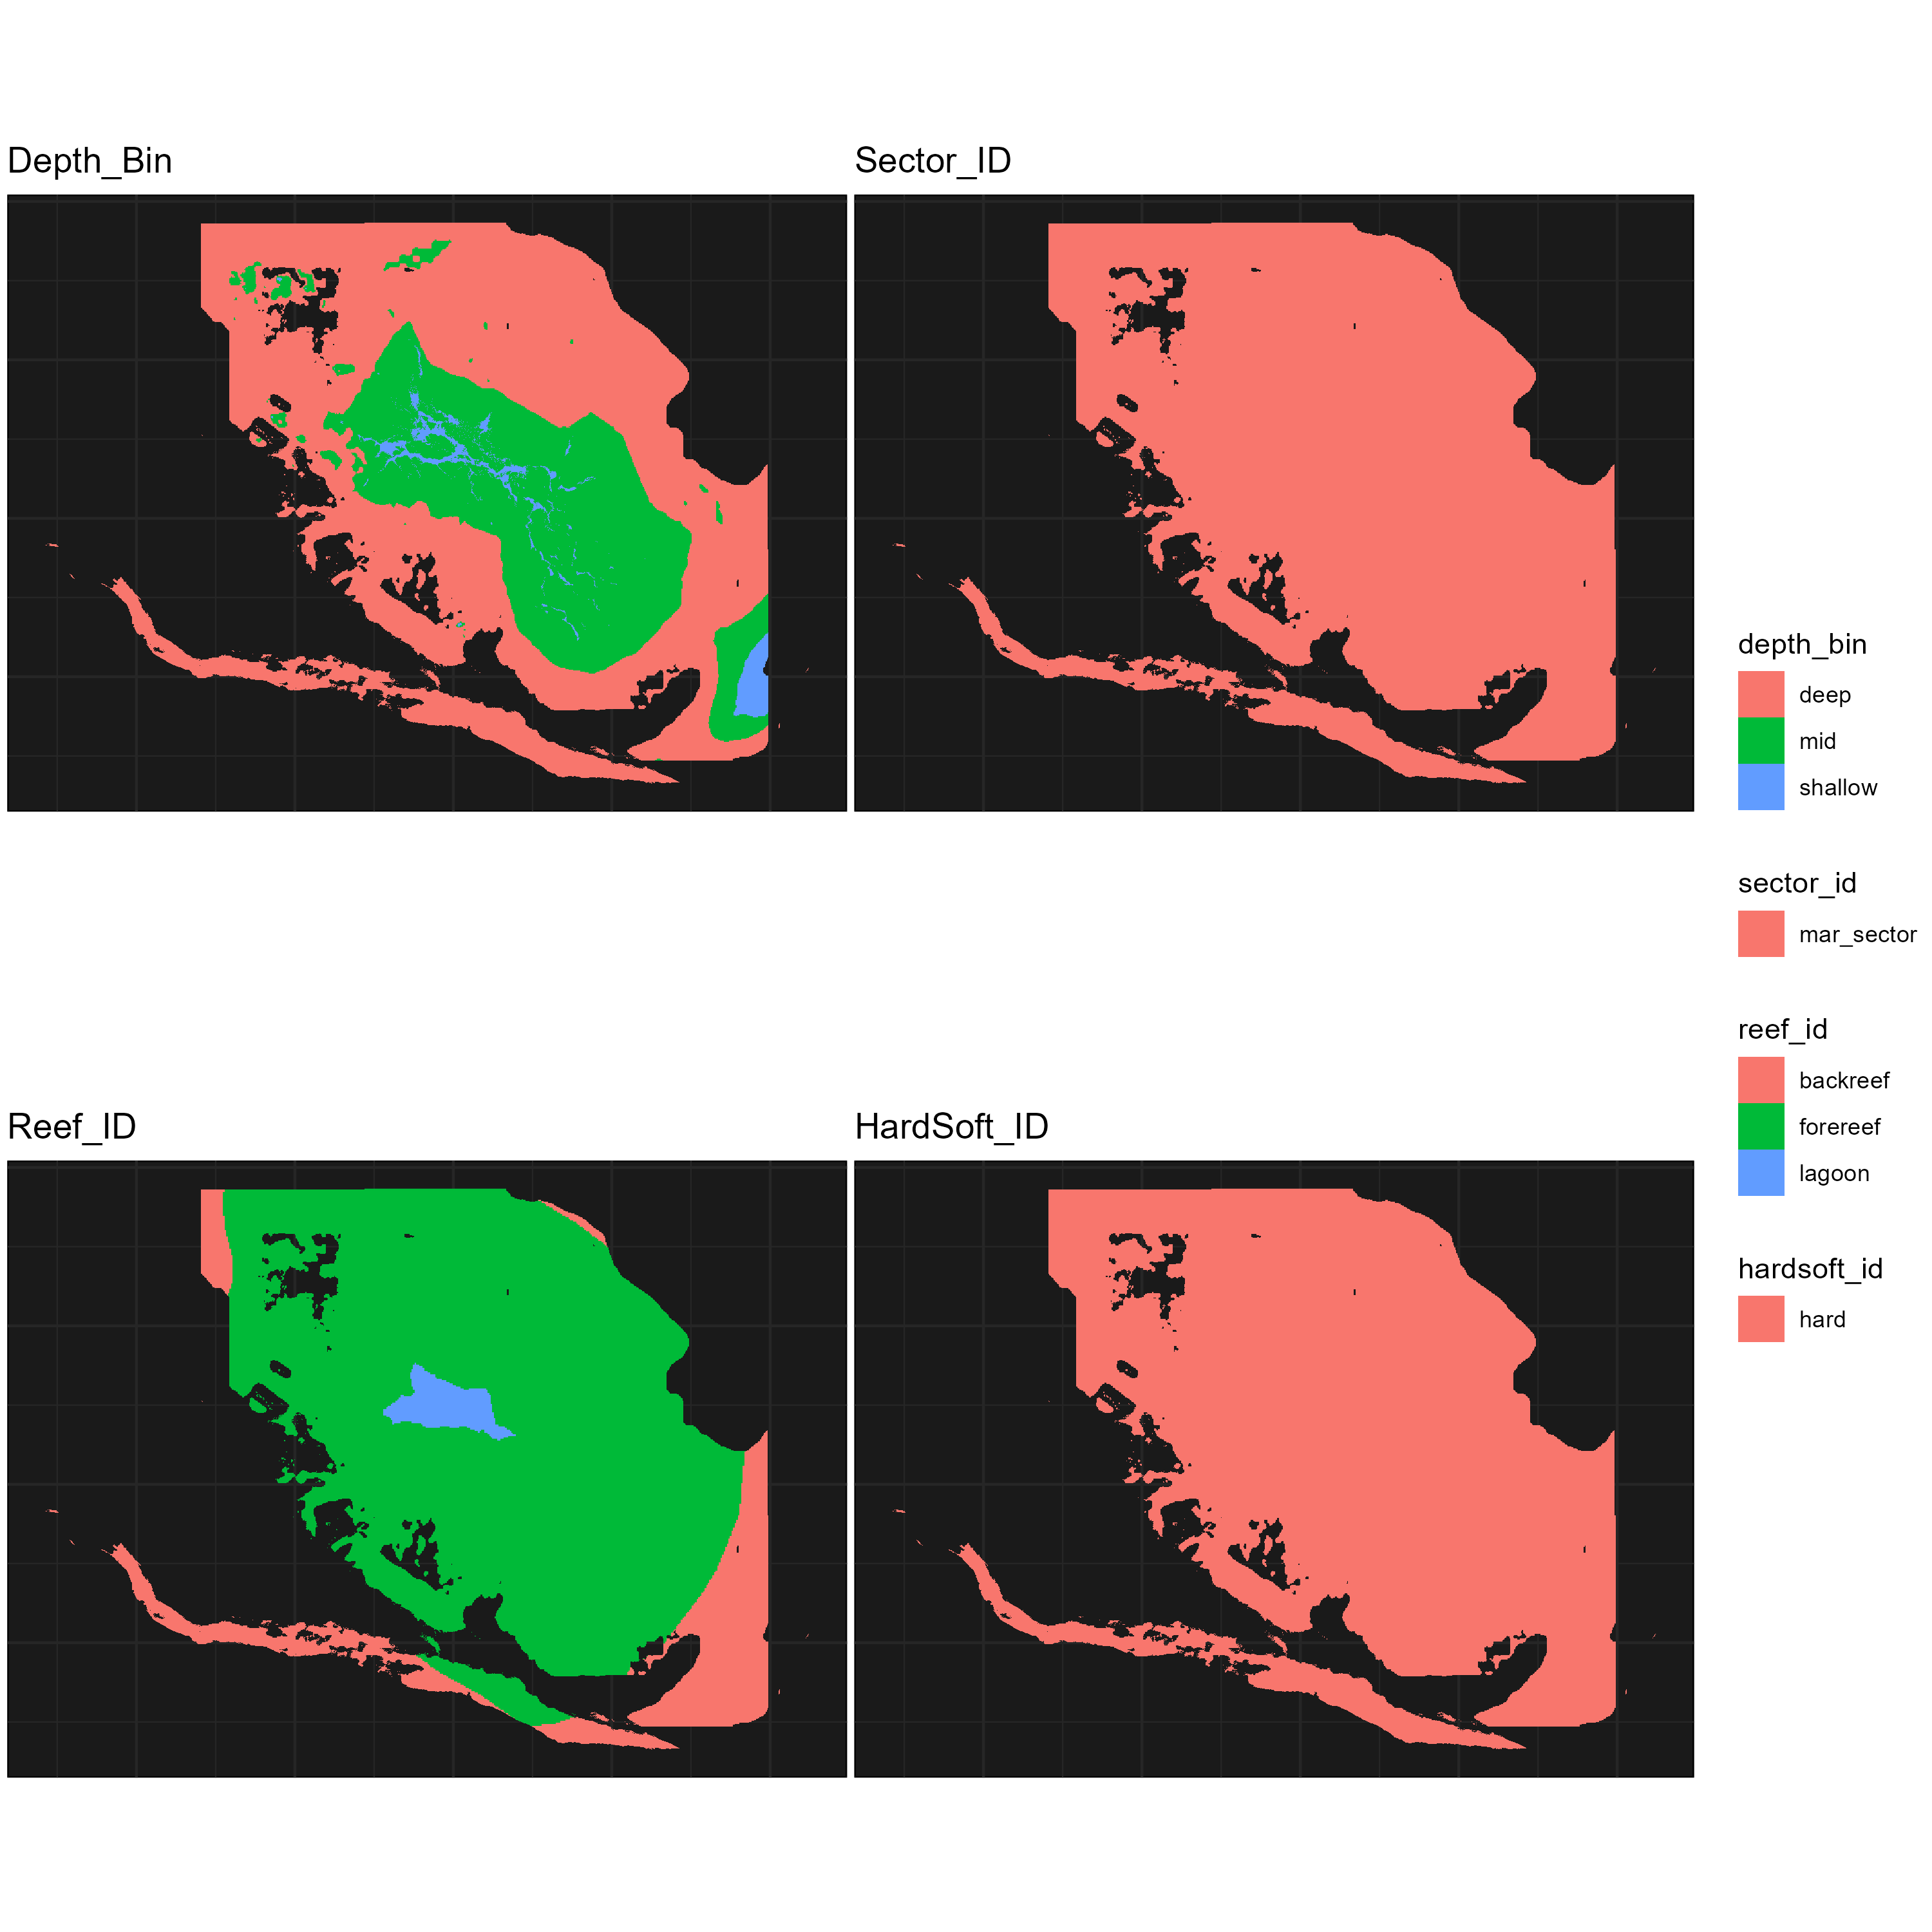 Depth_Bin
Sector_ID
depth_bin
deep
mid
shallow
sector_id
mar_sector
reef_id
backreef
forereef
lagoon
hardsoft_id
hard
Reef_ID
HardSoft_ID